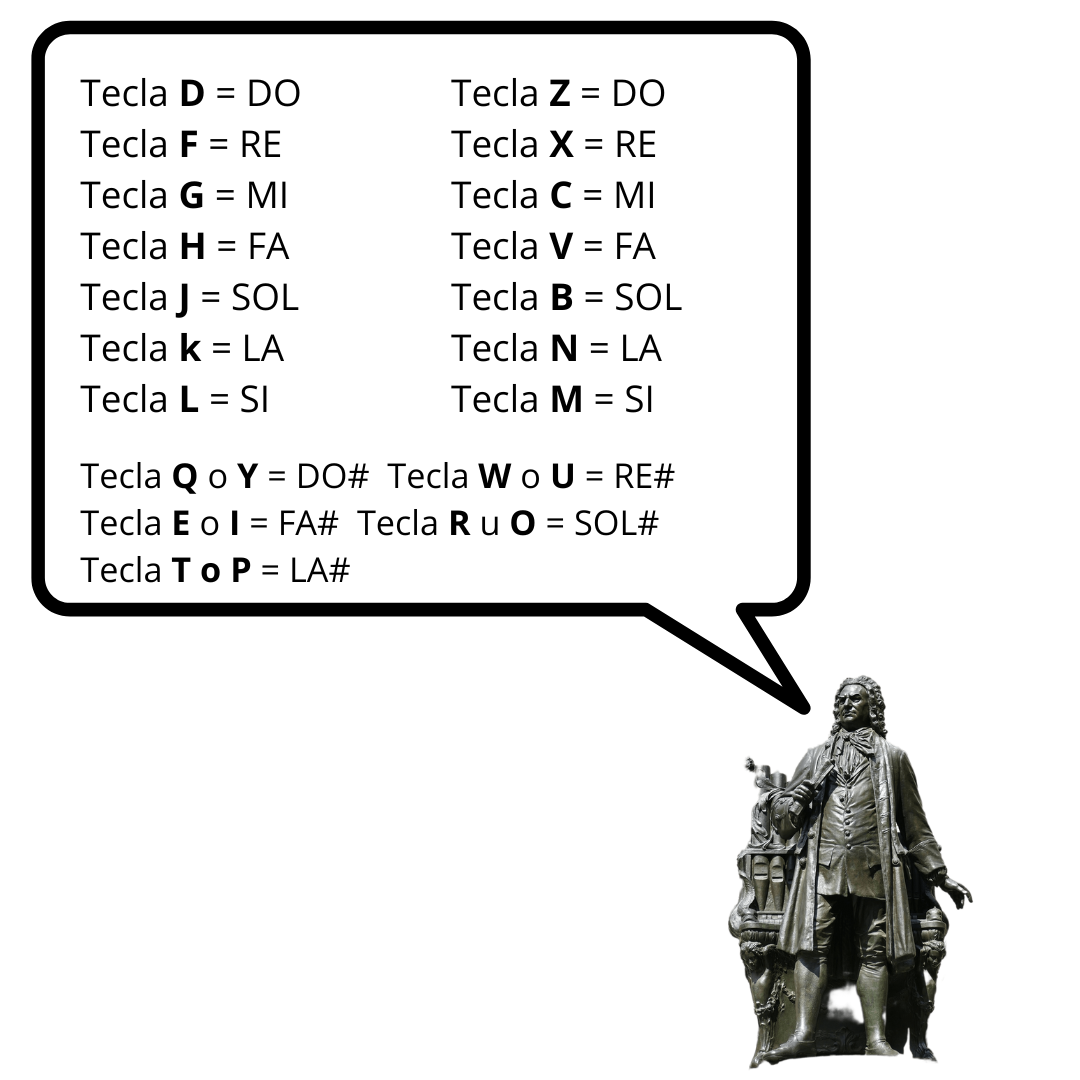 Tecla D = DO
Tecla F = RE
Tecla G = MI
Tecla H = FA
Tecla J = SOL
Tecla k = LA
Tecla L = SI
Tecla Z = DO
Tecla X = RE
Tecla C = MI
Tecla V = FA
Tecla B = SOL
Tecla N = LA
Tecla M = SI
Tecla Q o Y = DO# Tecla W o U = RE#
Tecla E o I = FA# Tecla R u O = SOL#
Tecla T o P = LA#